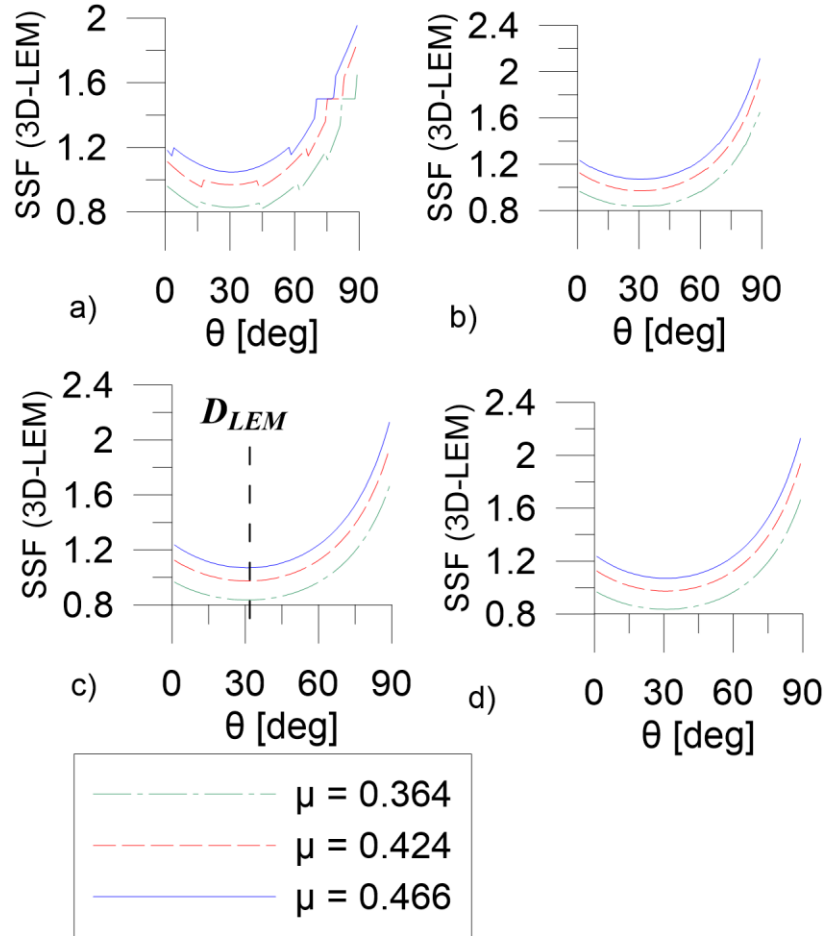 2
1.6
1.2
0.8
SSF (3D-LEM)
0 30 60 90
a)
θ [deg]
2.4
2
1.6
1.2
0.8
SSF (3D-LEM)
0 30 60 90
b)
θ [deg]
2.4
2
1.6
1.2
0.8
SSF (3D-LEM)
D_LEM
0 30 60 90
c)
θ [deg]
2.4
2
1.6
1.2
0.8
SSF (3D-LEM)
0 30 60 90
d)
θ [deg]
μ = 0.364
μ = 0.424
μ = 0.466